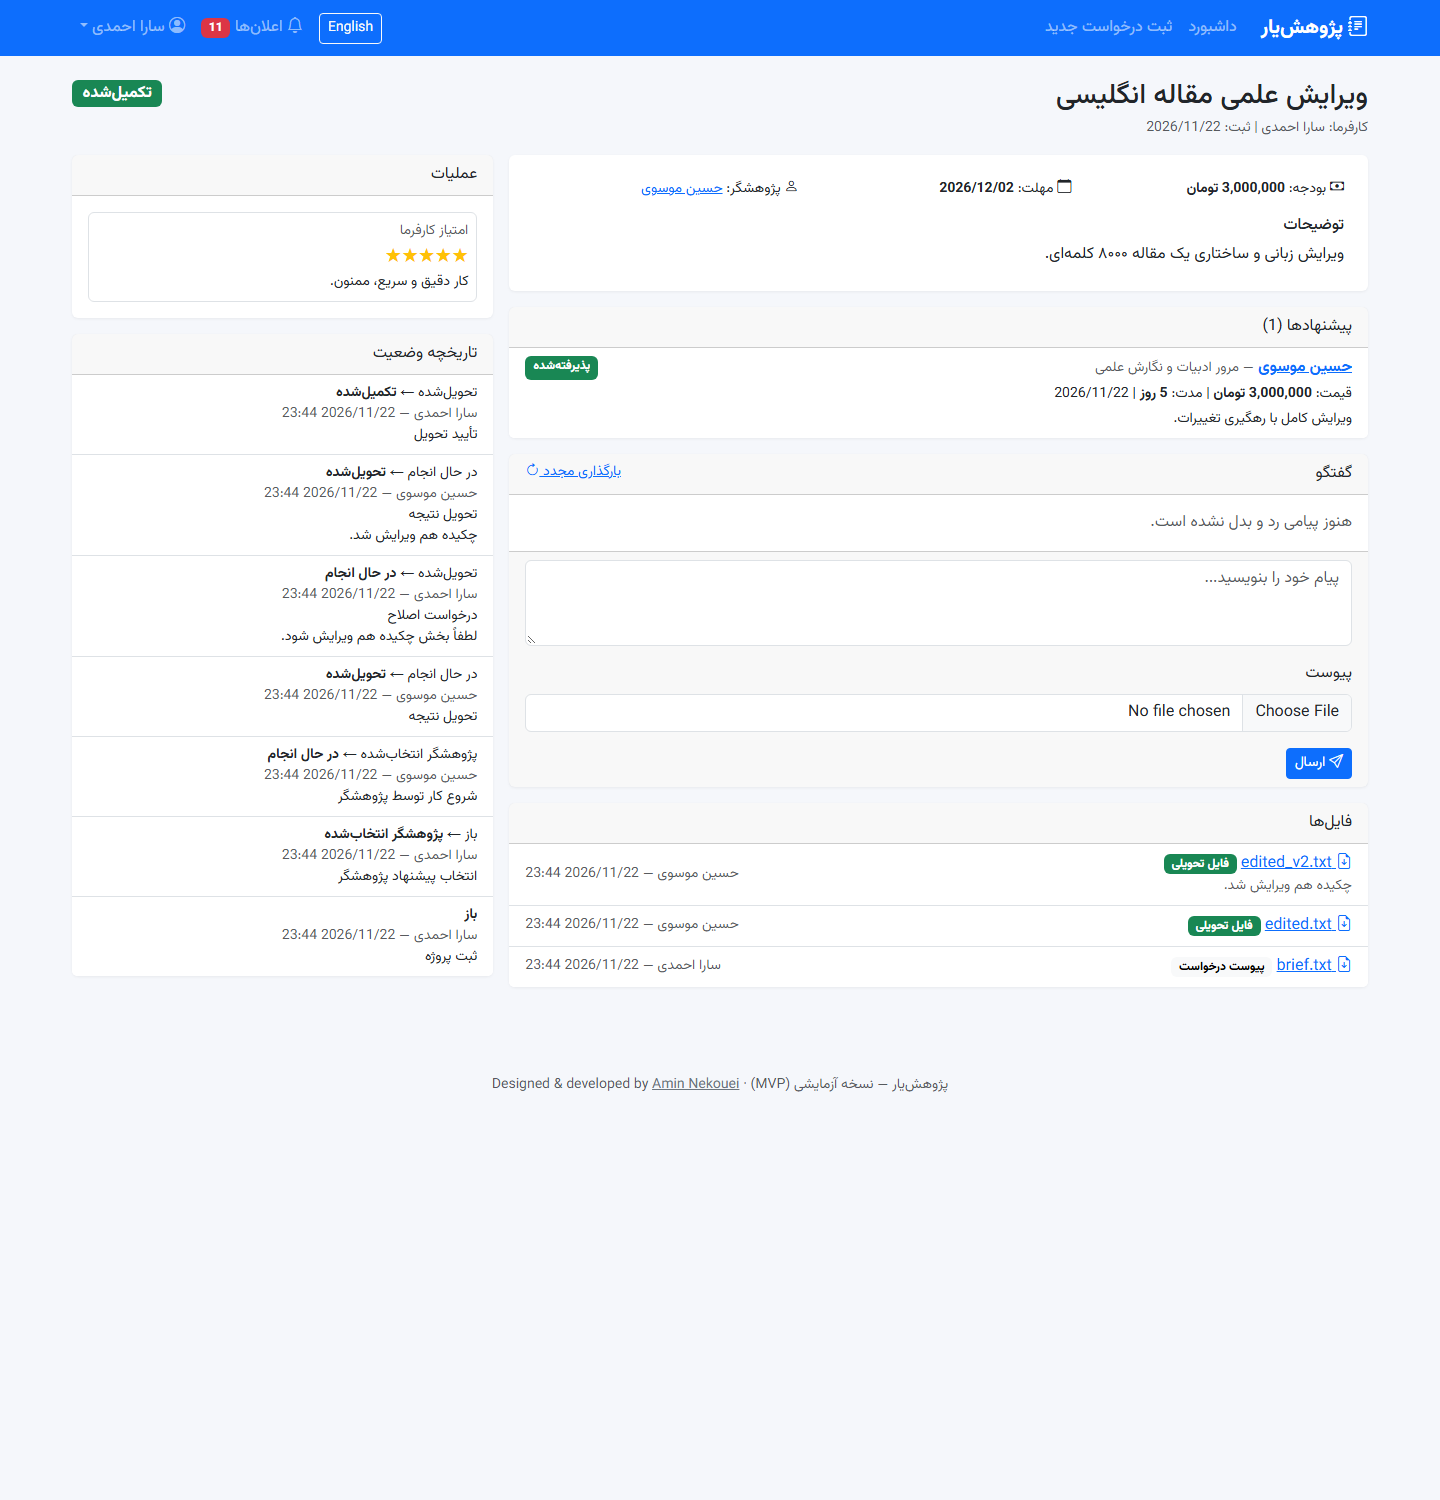 پژوهش‌یار
داشبورد
ثبت درخواست جدید
English
اعلان‌ها 11
سارا احمدی
ویرایش علمی مقاله انگلیسی
کارفرما: سارا احمدی | ثبت: 2026/11/22
تکمیل‌شده
بودجه: 3,000,000 تومان
مهلت: 2026/12/02
پژوهشگر: حسین موسوی
توضیحات
ویرایش زبانی و ساختاری یک مقاله ۸۰۰۰ کلمه‌ای.
پیشنهادها (1)
حسین موسوی — مرور ادبیات و نگارش علمی
پذیرفته‌شده
قیمت: 3,000,000 تومان | مدت: 5 روز | 2026/11/22
ویرایش کامل با رهگیری تغییرات.
گفتگو
بارگذاری مجدد
هنوز پیامی رد و بدل نشده است.
پیام خود را بنویسید...
پیوست
Choose File No file chosen
ارسال
فایل‌ها
edited_v2.txt فایل تحویلی
چکیده هم ویرایش شد.
حسین موسوی — 2026/11/22 23:44
edited.txt فایل تحویلی
حسین موسوی — 2026/11/22 23:44
brief.txt پیوست درخواست
سارا احمدی — 2026/11/22 23:44
عملیات
امتیاز کارفرما
★★★★★
کار دقیق و سریع، ممنون.
تاریخچه وضعیت
تحویل‌شده ← تکمیل‌شده
سارا احمدی — 2026/11/22 23:44
تأیید تحویل
در حال انجام ← تحویل‌شده
حسین موسوی — 2026/11/22 23:44
تحویل نتیجه
چکیده هم ویرایش شد.
تحویل‌شده ← در حال انجام
سارا احمدی — 2026/11/22 23:44
درخواست اصلاح
لطفاً بخش چکیده هم ویرایش شود.
در حال انجام ← تحویل‌شده
حسین موسوی — 2026/11/22 23:44
تحویل نتیجه
پژوهشگر انتخاب‌شده ← در حال انجام
حسین موسوی — 2026/11/22 23:44
شروع کار توسط پژوهشگر
باز ← پژوهشگر انتخاب‌شده
سارا احمدی — 2026/11/22 23:44
انتخاب پیشنهاد پژوهشگر
باز
سارا احمدی — 2026/11/22 23:44
ثبت پروژه
پژوهش‌یار — نسخه آزمایشی (MVP) · Designed & developed by Amin Nekouei